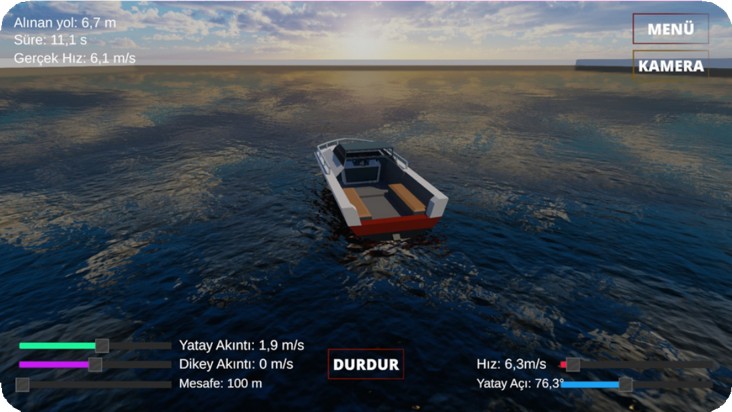 Alınan yol: 6,7 m
Süre: 11,1 s
Gerçek Hız: 6,1 m/s
MENÜ
KAMERA
Yatay Akıntı: 1,9 m/s
Dikey Akıntı: 0 m/s
Mesafe: 100 m
DURDUR
Hız: 6,3m/s
Yatay Açı: 76,3°